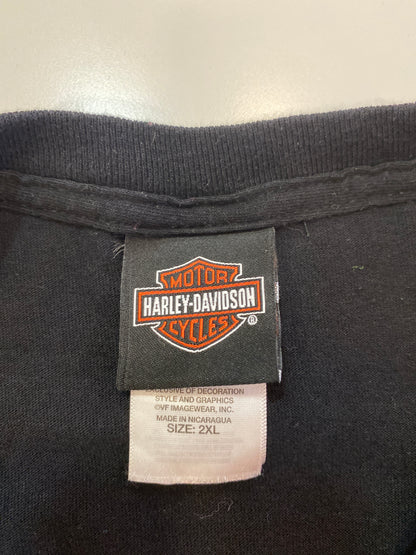 MOTOR
HARLEY-DAVIDSON
CYCLES
®
EXCLUSIVE OF DECORATION
STYLE AND GRAPHICS
©VF IMAGEWEAR, INC.
MADE IN NICARAGUA
SIZE: 2XL